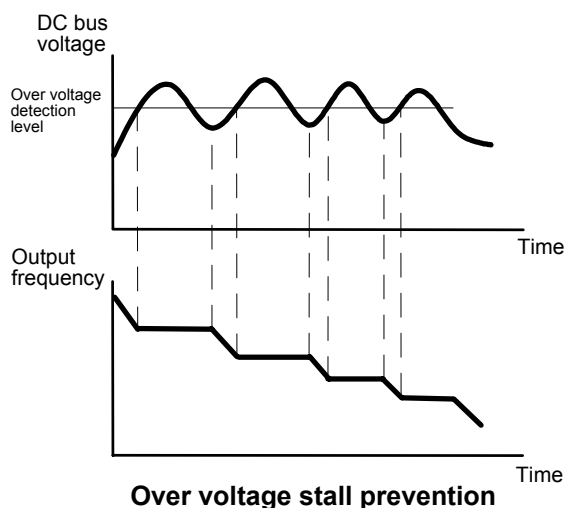 DC bus
voltage
Over voltage
detection
level
Time
Output
frequency
Time
Over voltage stall prevention